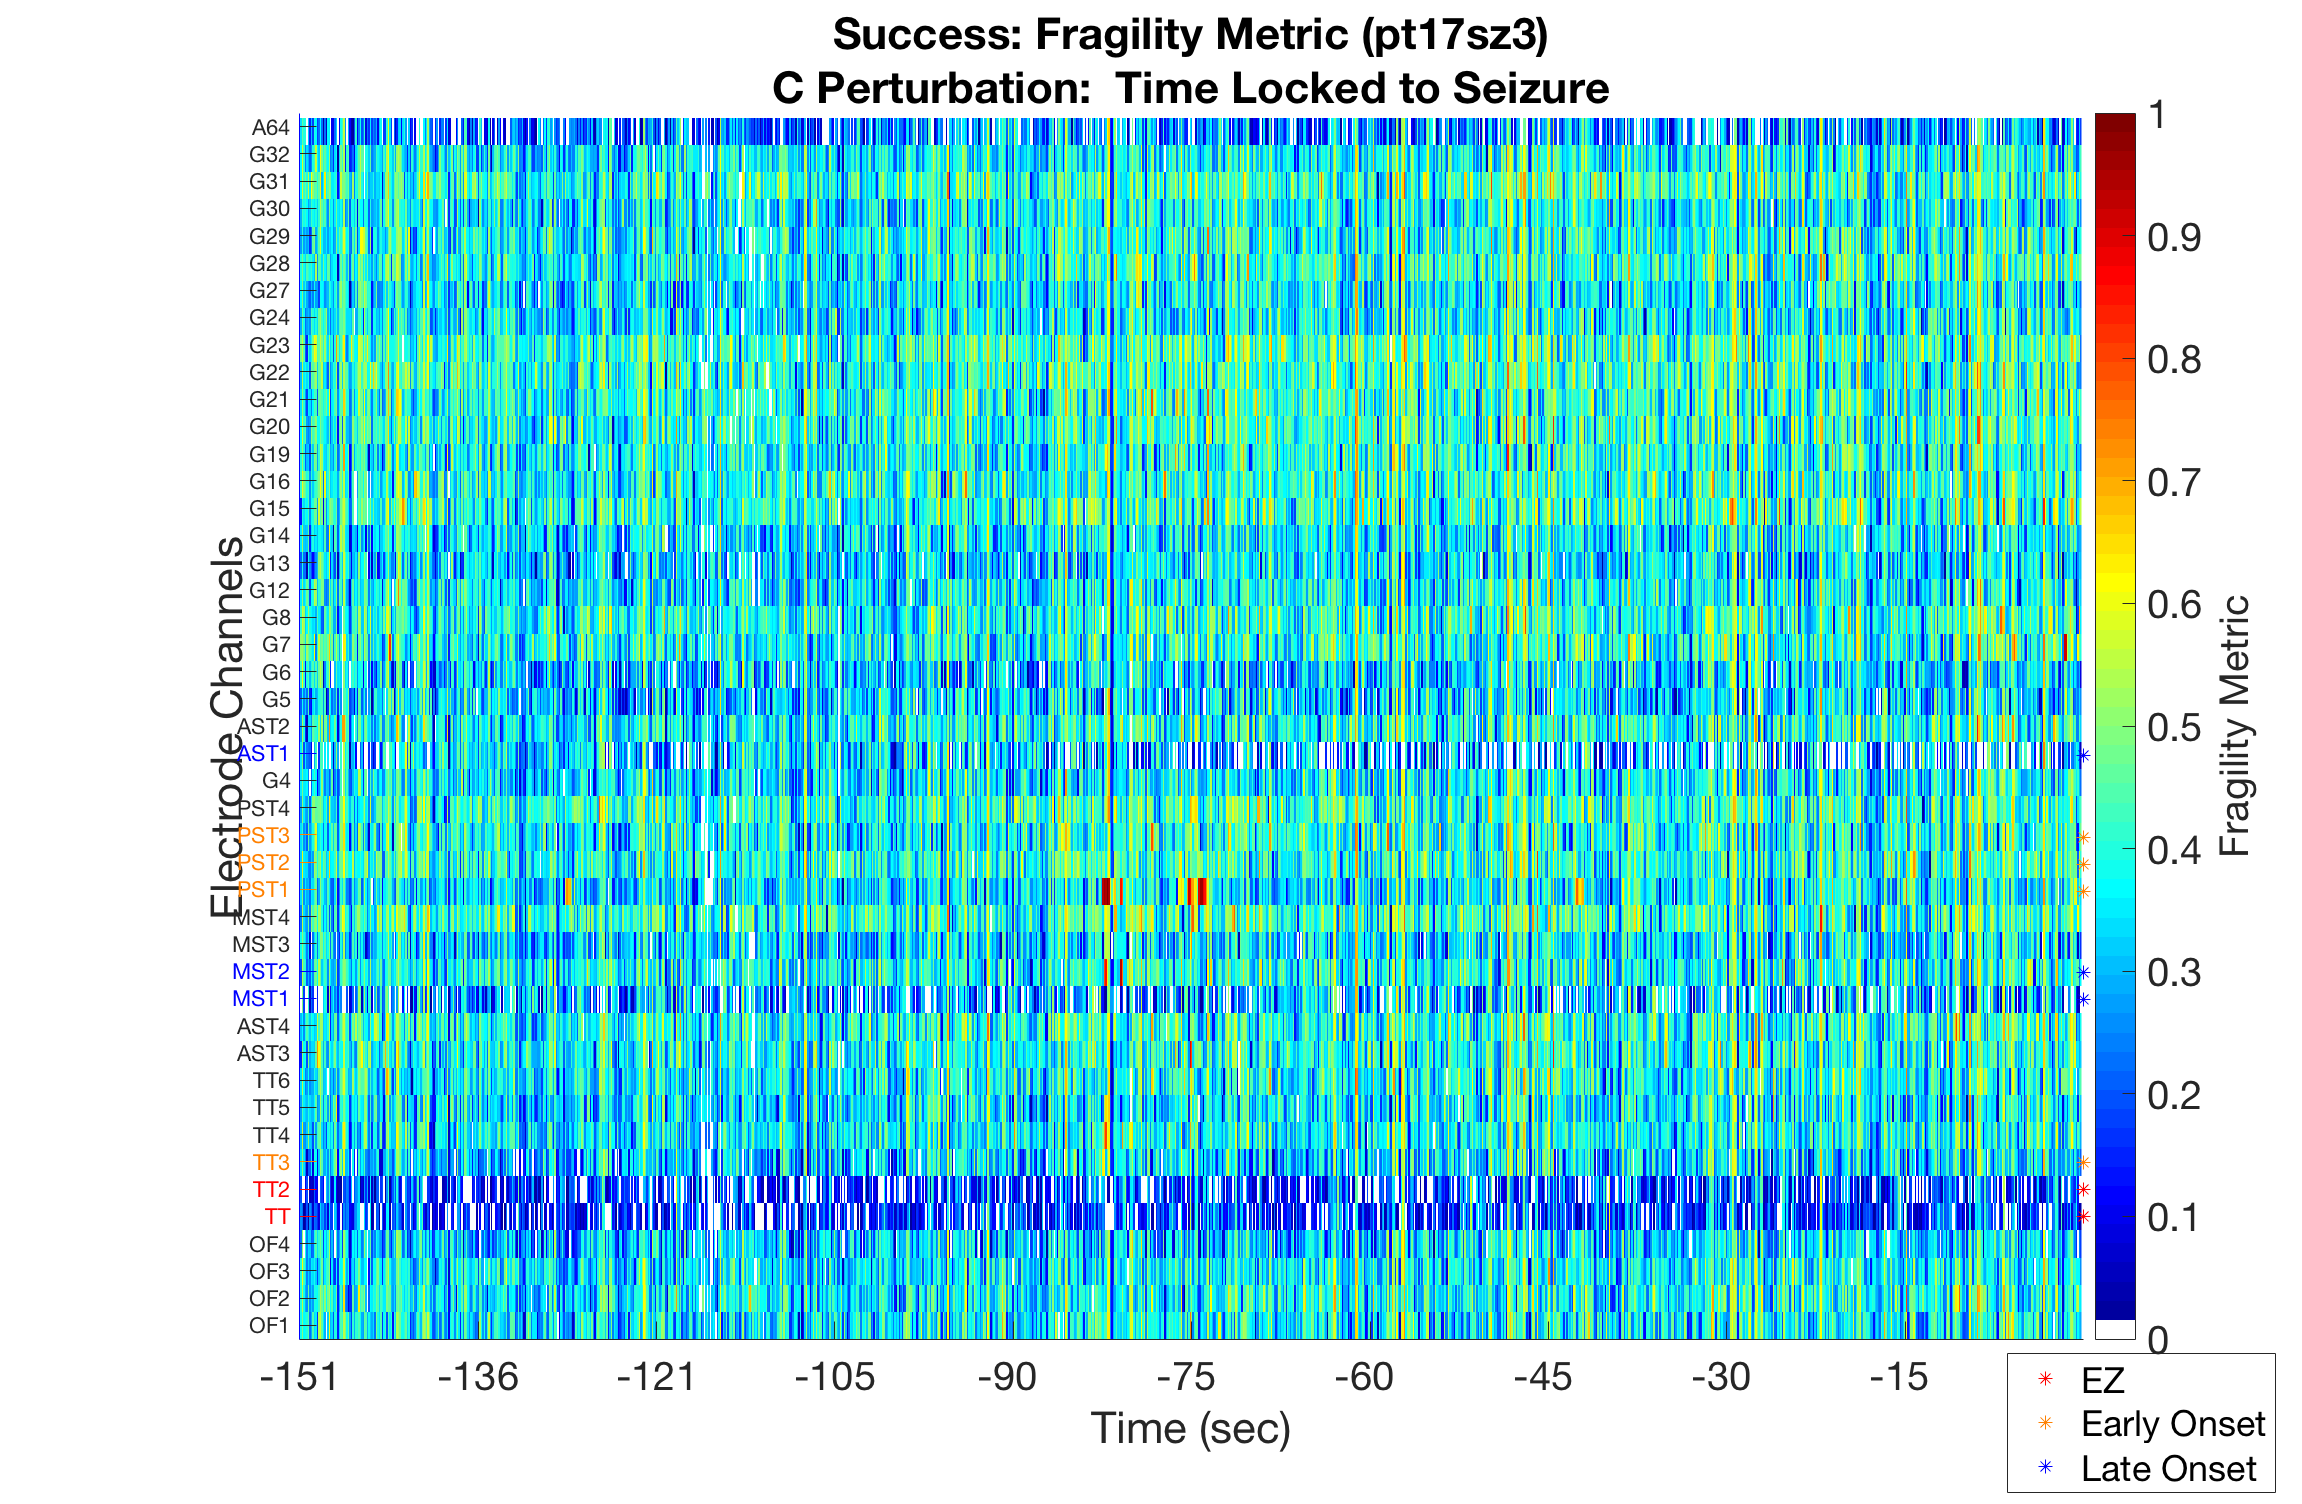 Success: Fragility Metric (pt17sz3)
C Perturbation:  Time Locked to Seizure
Electrode Channels
A64
G32
G31
G30
G29
G28
G27
G24
G23
G22
G21
G20
G19
G16
G15
G14
G13
G12
G8
G7
G6
G5
AST2
AST1
G4
PST4
PST3
PST2
PST1
MST4
MST3
MST2
MST1
AST4
AST3
TT6
TT5
TT4
TT3
TT2
TT
OF4
OF3
OF2
OF1
-151
-136
-121
-105
-90
-75
-60
-45
-30
-15
Time (sec)
1
0.9
0.8
0.7
0.6
0.5
0.4
0.3
0.2
0.1
0
Fragility Metric
EZ
Early Onset
Late Onset